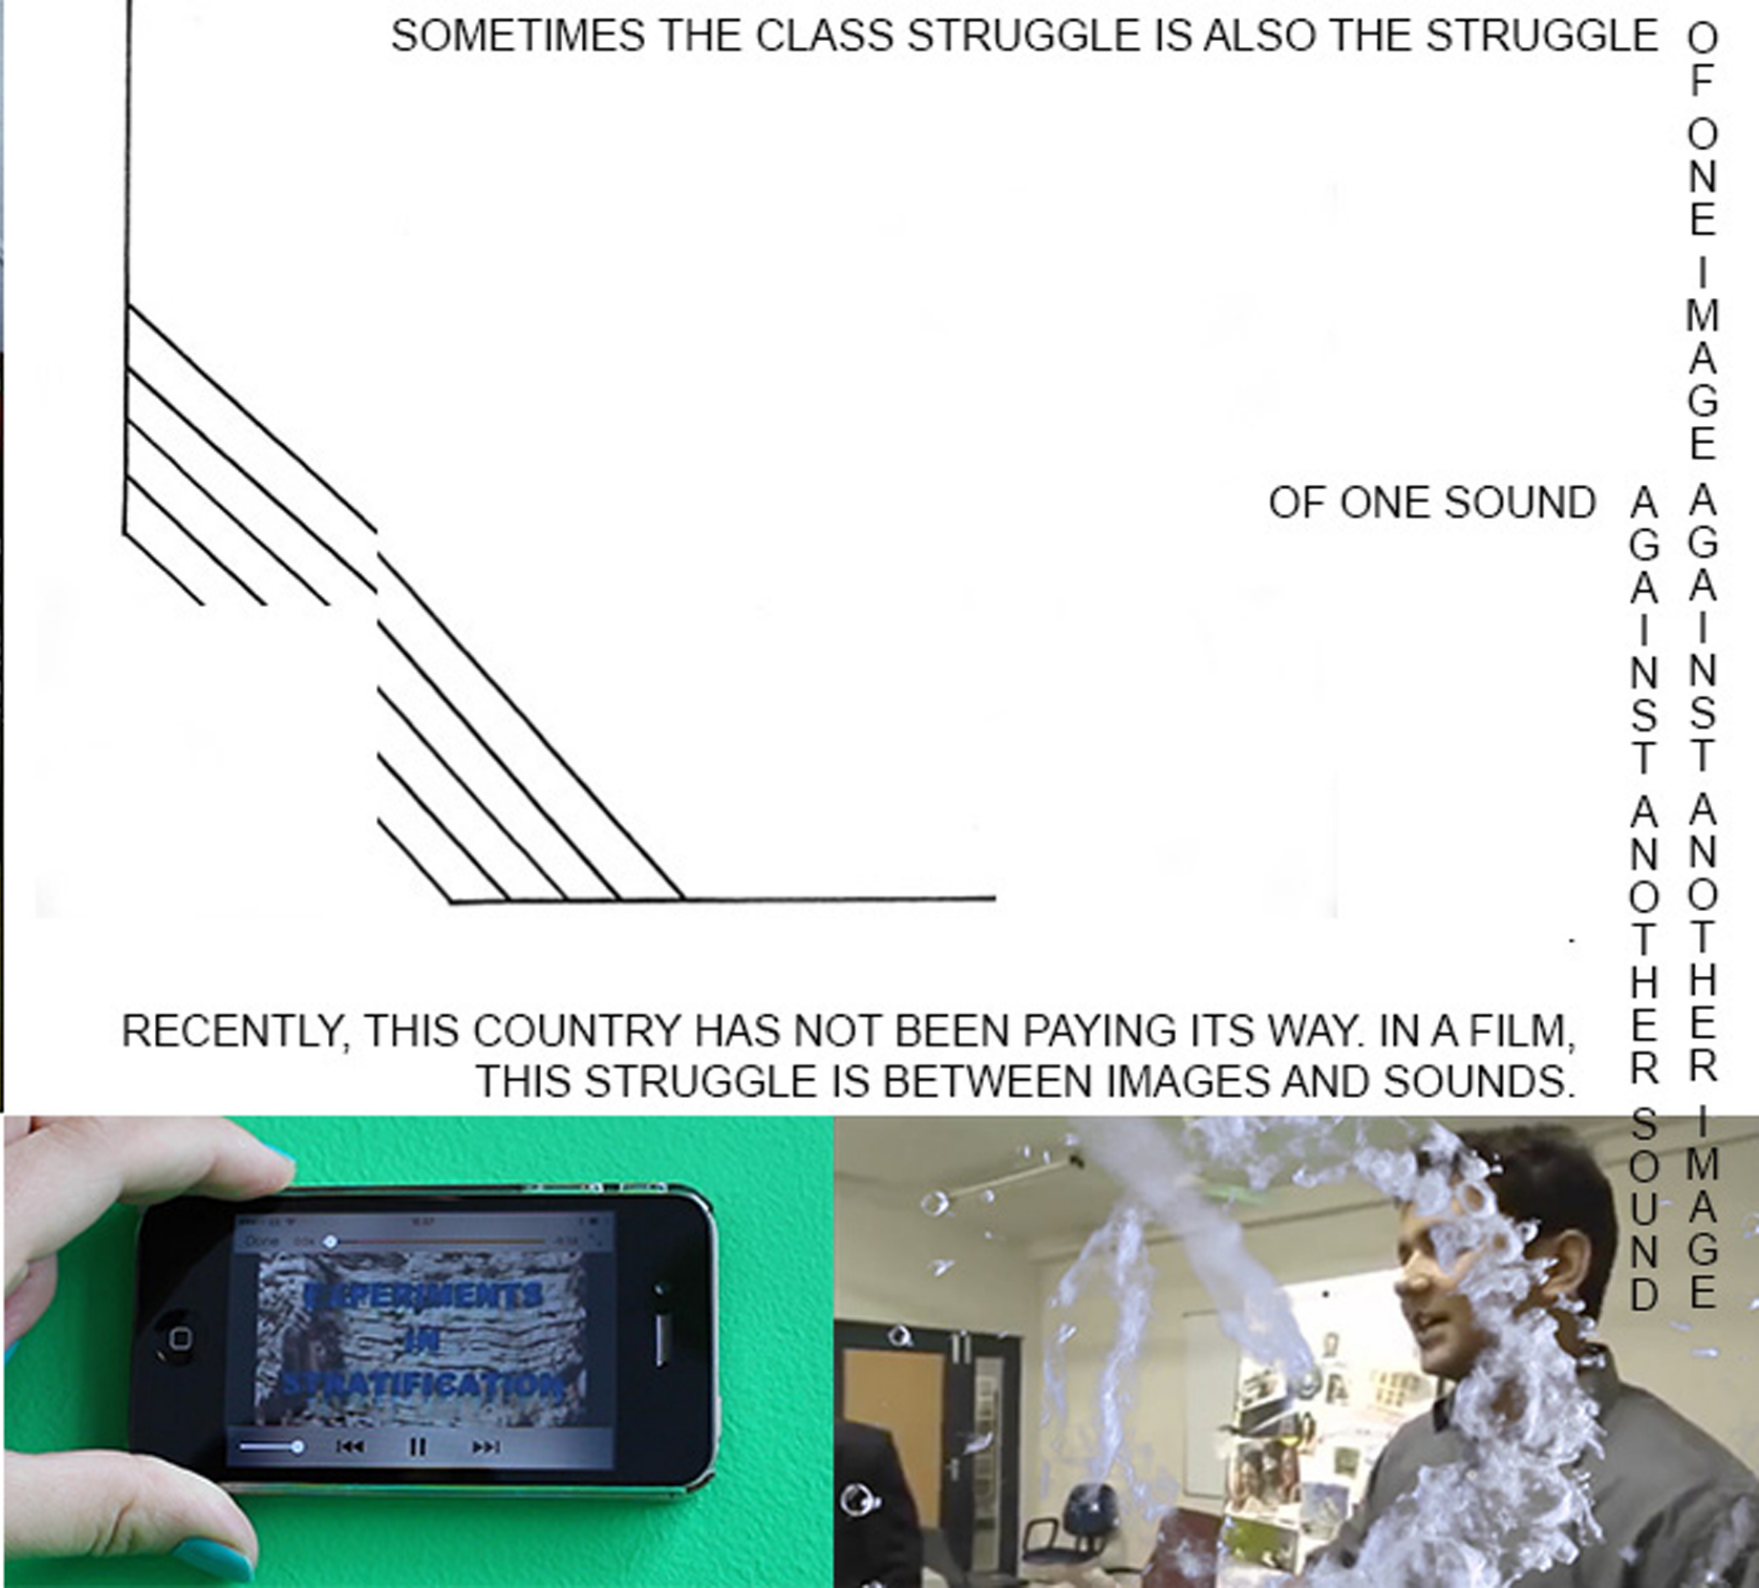 SOMETIMES THE CLASS STRUGGLE IS ALSO THE STRUGGLE
OF ONE IMAGE AGAINST ANOTHER IMAGE
OF ONE SOUND
AGAINST ANOTHER SOUND
RECENTLY, THIS COUNTRY HAS NOT BEEN PAYING ITS WAY. IN A FILM,
THIS STRUGGLE IS BETWEEN IMAGES AND SOUNDS.
Done
EXPERIMENTS
IN
STRATIFICATION